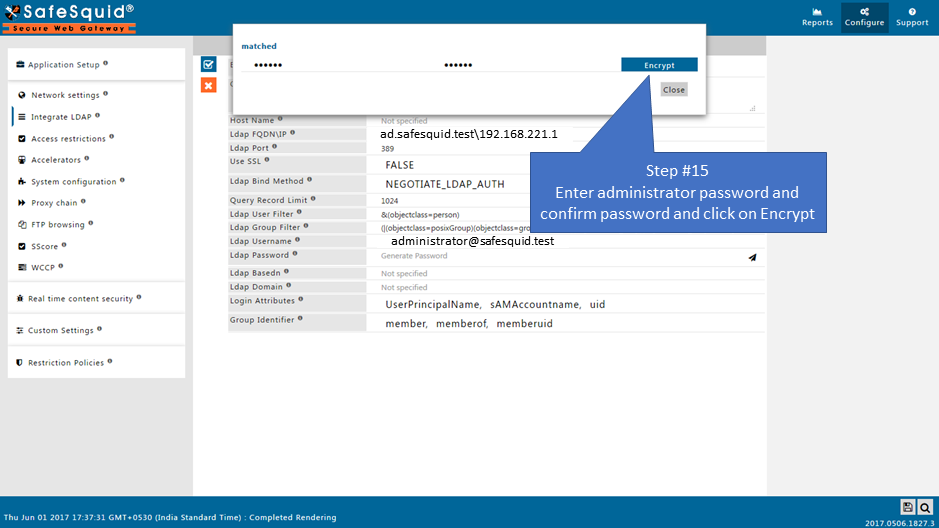 SafeSquid®
Secure Web Gateway
Reports
Configure
Support
matched
••••••
••••••
Encrypt
Close
Application Setup
Network settings
Integrate LDAP
Access restrictions
Accelerators
System configuration
Proxy chain
FTP browsing
SScore
WCCP
Real time content security
Custom Settings
Restriction Policies
Host Name Not specified
Ldap FQDN\IP ad.safesquid.test\192.168.221.1
Ldap Port 389
Use SSL FALSE
Ldap Bind Method NEGOTIATE_LDAP_AUTH
Query Record Limit 1024
Ldap User Filter &(objectclass=person)
Ldap Group Filter (|(objectclass=posixGroup)(objectclass=gro
Ldap Username administrator@safesquid.test
Ldap Password Generate Password
Ldap Basedn Not specified
Ldap Domain Not specified
Login Attributes UserPrincipalName, sAMAccountname, uid
Group Identifier member, memberof, memberuid
Step #15
Enter administrator password and
confirm password and click on Encrypt
Thu Jun 01 2017 17:37:31 GMT+0530 (India Standard Time) : Completed Rendering
2017.0506.1827.3